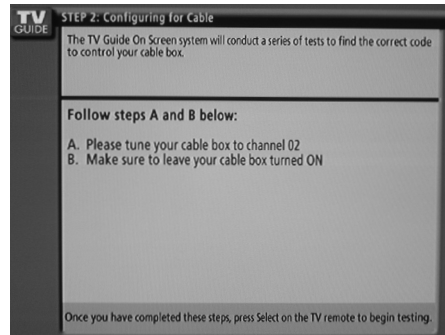 TV
GUIDE
STEP 2: Configuring for Cable
The TV Guide On Screen system will conduct a series of tests to find the correct code
to control your cable box.
Follow steps A and B below:
A. Please tune your cable box to channel 02
B. Make sure to leave your cable box turned ON
Once you have completed these steps, press Select on the TV remote to begin testing.